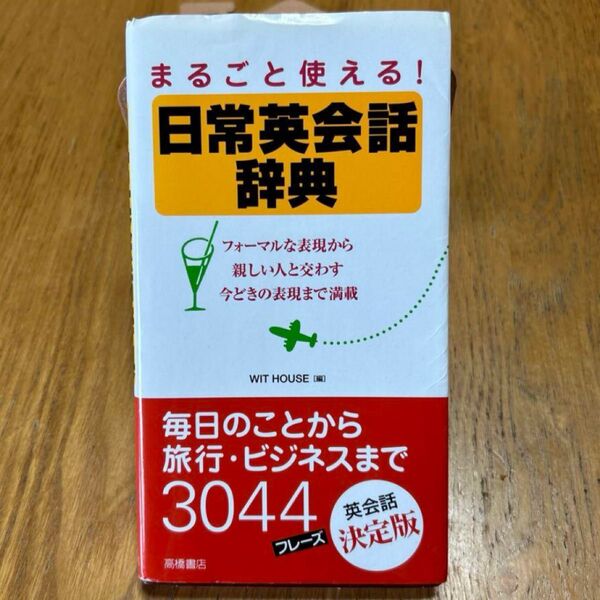 まるごと使える!
日常英会話
辞典
フォーマルな表現から
親しい人と交わす
今どきの表現まで満載
WIT HOUSE [編]
毎日のことから
旅行・ビジネスまで
3044
フレーズ
英会話
決定版
高橋書店